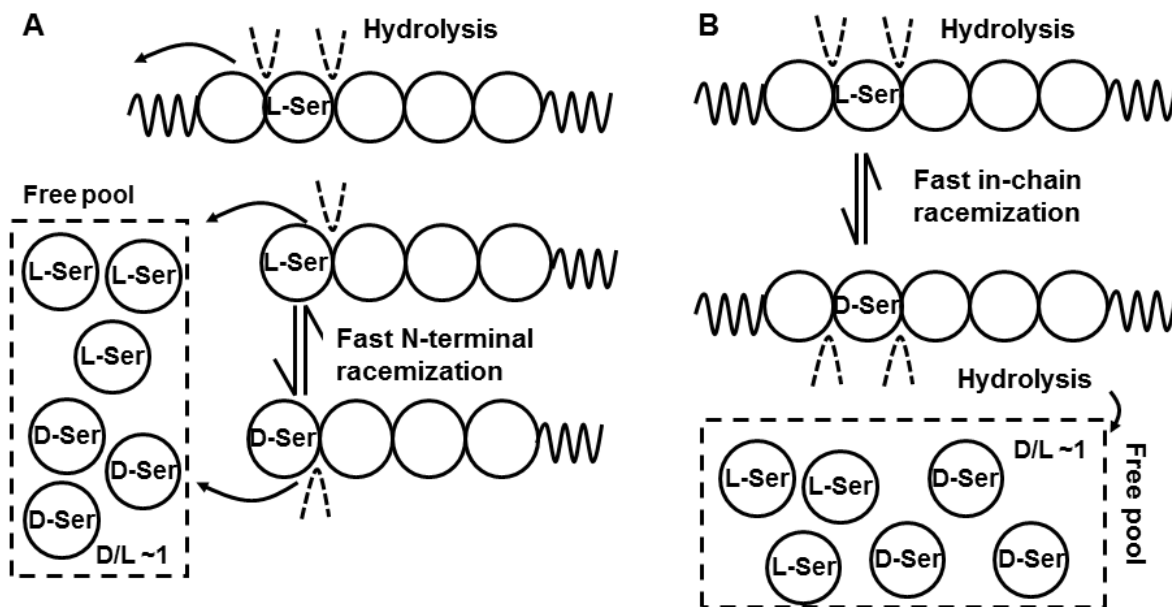 A
Hydrolysis
L-Ser
Free pool
L-Ser
L-Ser
L-Ser
L-Ser
Fast N-terminal
racemization
D-Ser
D-Ser
D-Ser
D-Ser
D/L ~1
B
Hydrolysis
L-Ser
Fast in-chain
racemization
D-Ser
Hydrolysis
D/L ~1
L-Ser
L-Ser
D-Ser
L-Ser
D-Ser
D-Ser
Free pool